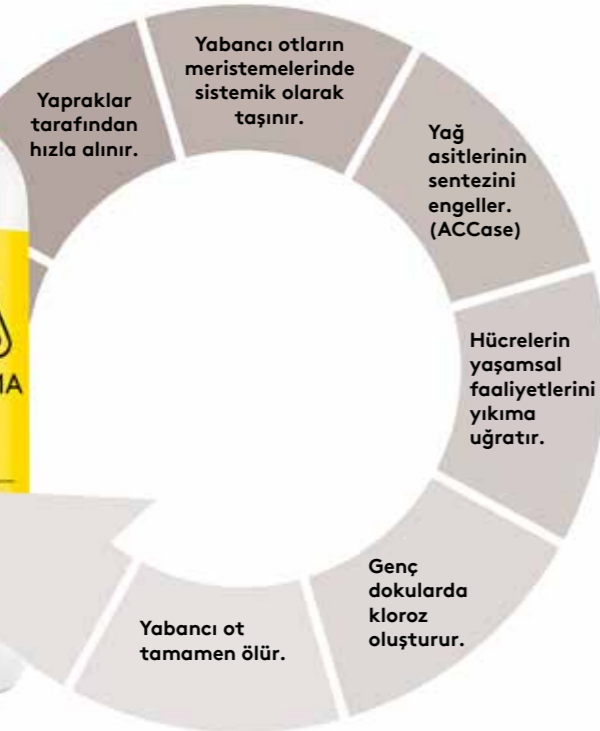 Yapraklar
tarafından
hızla alınır.
Yabancı otların
meristemelerinde
sistemik olarak
taşınır.
Yağ
asitlerinin
sentezini
engeller.
(ACCase)
Hücrelerin
yaşamsal
faaliyetlerini
yıkıma
uğratır.
Genç
dokularda
kloroz
oluşturur.
Yabancı ot
tamamen ölür.